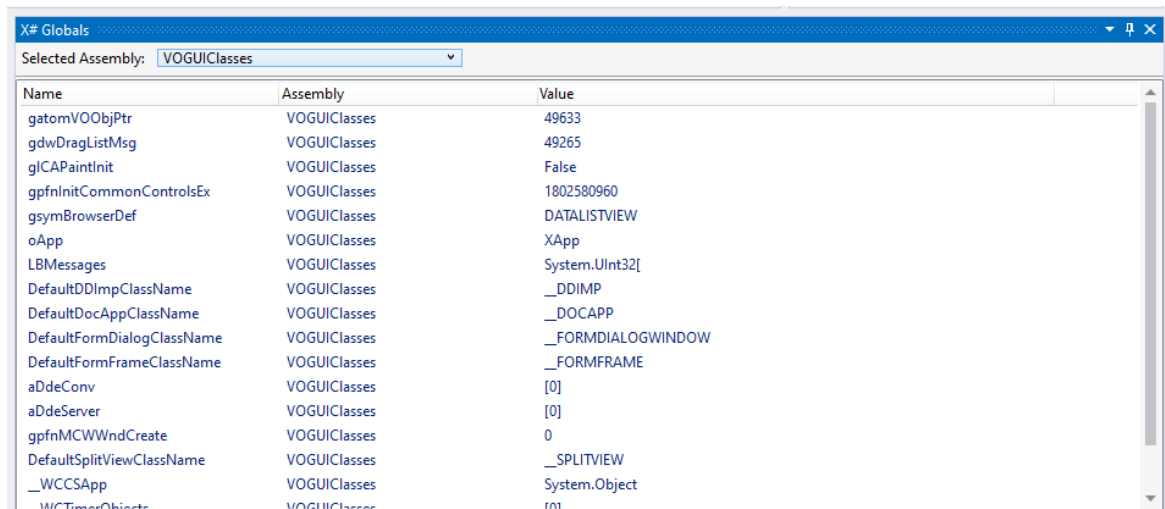 X# Globals
Selected Assembly: VOGUIClasses
Name Assembly Value
gatomVOObjPtr VOGUIClasses 49633
gdwDragListMsg VOGUIClasses 49265
glCAPaintInit VOGUIClasses False
gpfnInitCommonControlsEx VOGUIClasses 1802580960
gsymBrowserDef VOGUIClasses DATALISTVIEW
oApp VOGUIClasses XApp
LBMessages VOGUIClasses System.UInt32[
DefaultDDImpClassName VOGUIClasses __DDIMP
DefaultDocAppClassName VOGUIClasses __DOCAPP
DefaultFormDialogClassName VOGUIClasses __FORMDIALOGWINDOW
DefaultFormFrameClassName VOGUIClasses __FORMFRAME
aDdeConv VOGUIClasses [0]
aDdeServer VOGUIClasses [0]
gpfnMCWWndCreate VOGUIClasses 0
DefaultSplitViewClassName VOGUIClasses __SPLITVIEW
__WCCSApp VOGUIClasses System.Object
__WCTimerObjects VOGUIClasses [0]